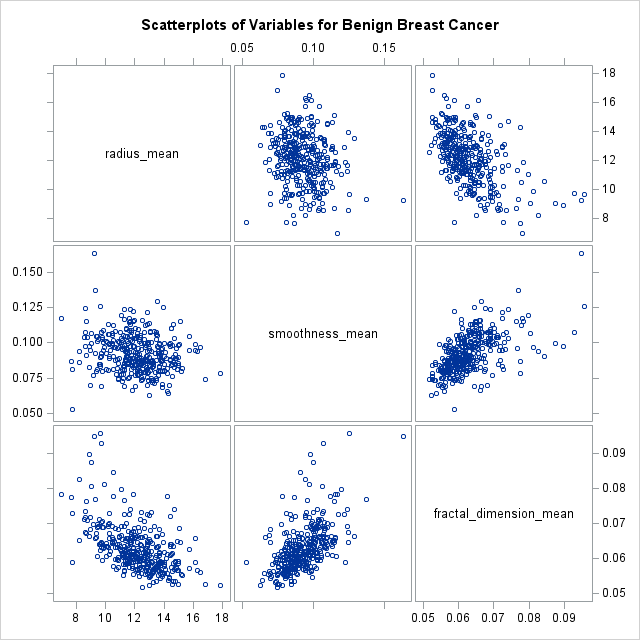 Scatterplots of Variables for Benign Breast Cancer
0.05 0.10 0.15
radius_mean
18
16
14
12
10
8
0.150
0.125
0.100
0.075
0.050
smoothness_mean
fractal_dimension_mean
0.09
0.08
0.07
0.06
0.05
8 10 12 14 16 18
0.05 0.06 0.07 0.08 0.09